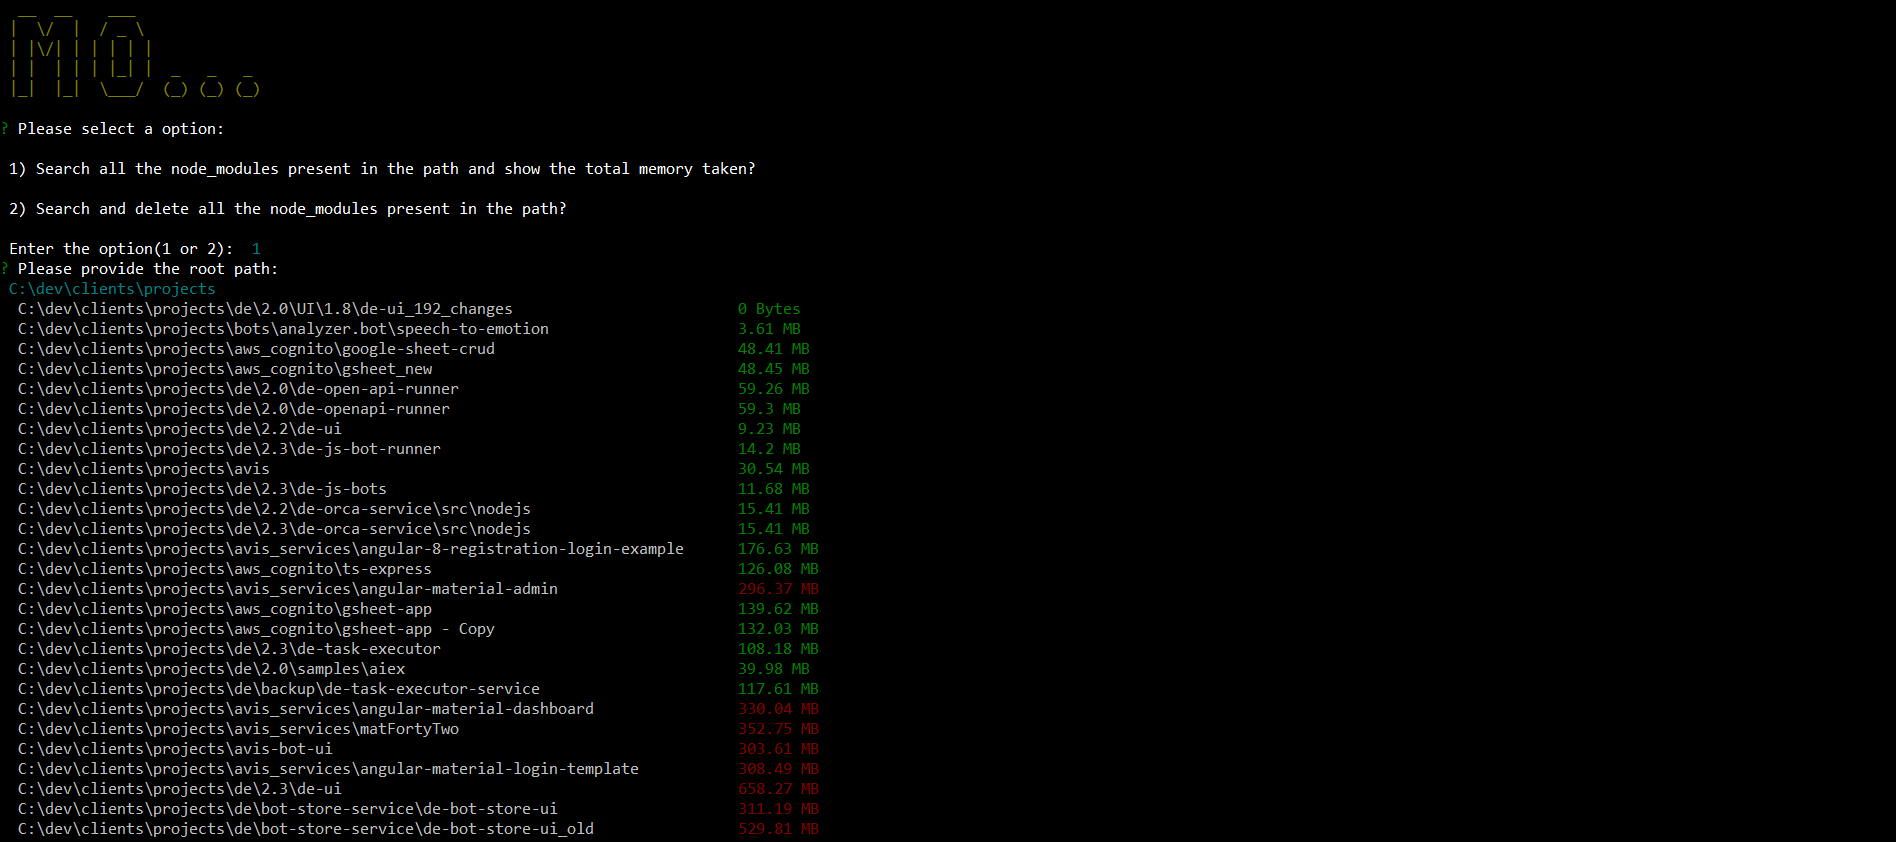 MO...
? Please select a option:
1) Search all the node_modules present in the path and show the total memory taken?
2) Search and delete all the node_modules present in the path?
Enter the option(1 or 2):  1
? Please provide the root path:
C:\dev\clients\projects
C:\dev\clients\projects\de\2.0\UI\1.8\de-ui_192_changes 0 Bytes
C:\dev\clients\projects\bots\analyzer.bot\speech-to-emotion 3.61 MB
C:\dev\clients\projects\aws_cognito\google-sheet-crud 48.41 MB
C:\dev\clients\projects\aws_cognito\gsheet_new 48.45 MB
C:\dev\clients\projects\de\2.0\de-open-api-runner 59.26 MB
C:\dev\clients\projects\de\2.0\de-openapi-runner 59.3 MB
C:\dev\clients\projects\de\2.2\de-ui 9.23 MB
C:\dev\clients\projects\de\2.3\de-js-bot-runner 14.2 MB
C:\dev\clients\projects\avis 30.54 MB
C:\dev\clients\projects\de\2.3\de-js-bots 11.68 MB
C:\dev\clients\projects\de\2.2\de-orca-service\src\nodejs 15.41 MB
C:\dev\clients\projects\de\2.3\de-orca-service\src\nodejs 15.41 MB
C:\dev\clients\projects\avis_services\angular-8-registration-login-example 176.63 MB
C:\dev\clients\projects\aws_cognito\ts-express 126.08 MB
C:\dev\clients\projects\avis_services\angular-material-admin 296.37 MB
C:\dev\clients\projects\aws_cognito\gsheet-app 139.62 MB
C:\dev\clients\projects\aws_cognito\gsheet-app - Copy 132.03 MB
C:\dev\clients\projects\de\2.3\de-task-executor 108.18 MB
C:\dev\clients\projects\de\2.0\samples\aiex 39.98 MB
C:\dev\clients\projects\de\backup\de-task-executor-service 117.61 MB
C:\dev\clients\projects\avis_services\angular-material-dashboard 330.04 MB
C:\dev\clients\projects\avis_services\matFortyTwo 352.75 MB
C:\dev\clients\projects\avis-bot-ui 303.61 MB
C:\dev\clients\projects\avis_services\angular-material-login-template 308.49 MB
C:\dev\clients\projects\de\2.3\de-ui 658.27 MB
C:\dev\clients\projects\de\bot-store-service\de-bot-store-ui 311.19 MB
C:\dev\clients\projects\de\bot-store-service\de-bot-store-ui_old 529.81 MB